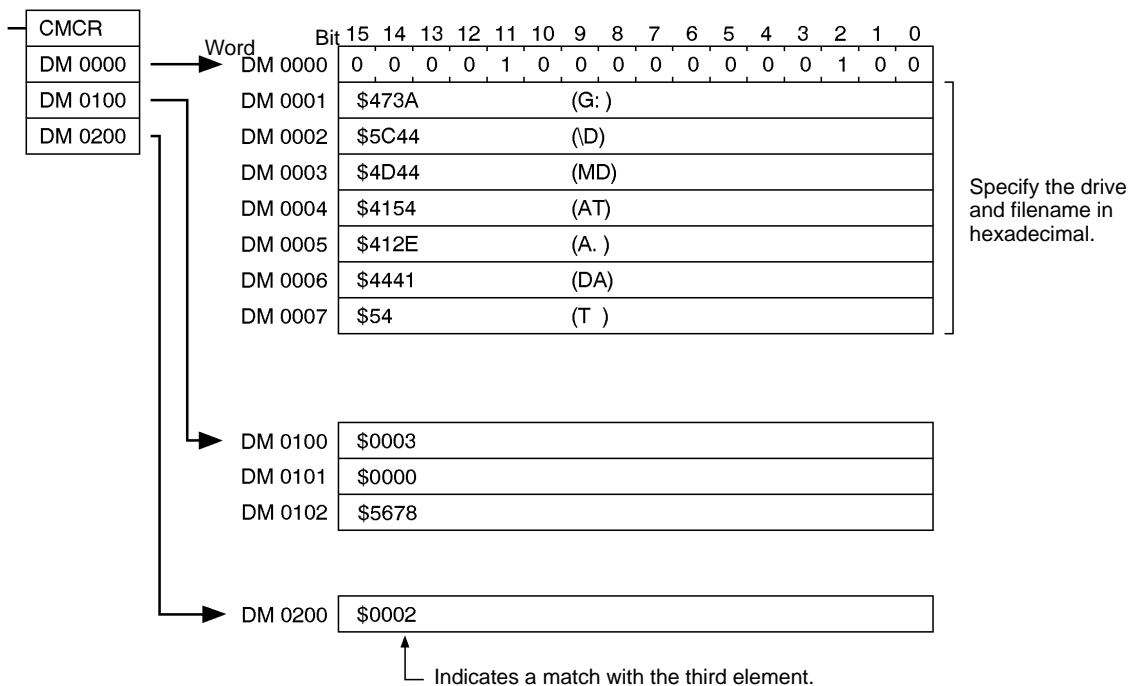 CMCR
DM 0000
DM 0100
DM 0200
Word Bit 15 14 13 12 11 10 9 8 7 6 5 4 3 2 1 0
DM 0000 0 0 0 0 1 0 0 0 0 0 0 0 0 1 0 0
DM 0001 $473A (G: )
DM 0002 $5C44 (\D)
DM 0003 $4D44 (MD)
DM 0004 $4154 (AT)
DM 0005 $412E (A. )
DM 0006 $4441 (DA)
DM 0007 $54 (T )
Specify the drive
and filename in
hexadecimal.
DM 0100 $0003
DM 0101 $0000
DM 0102 $5678
DM 0200 $0002
Indicates a match with the third element.